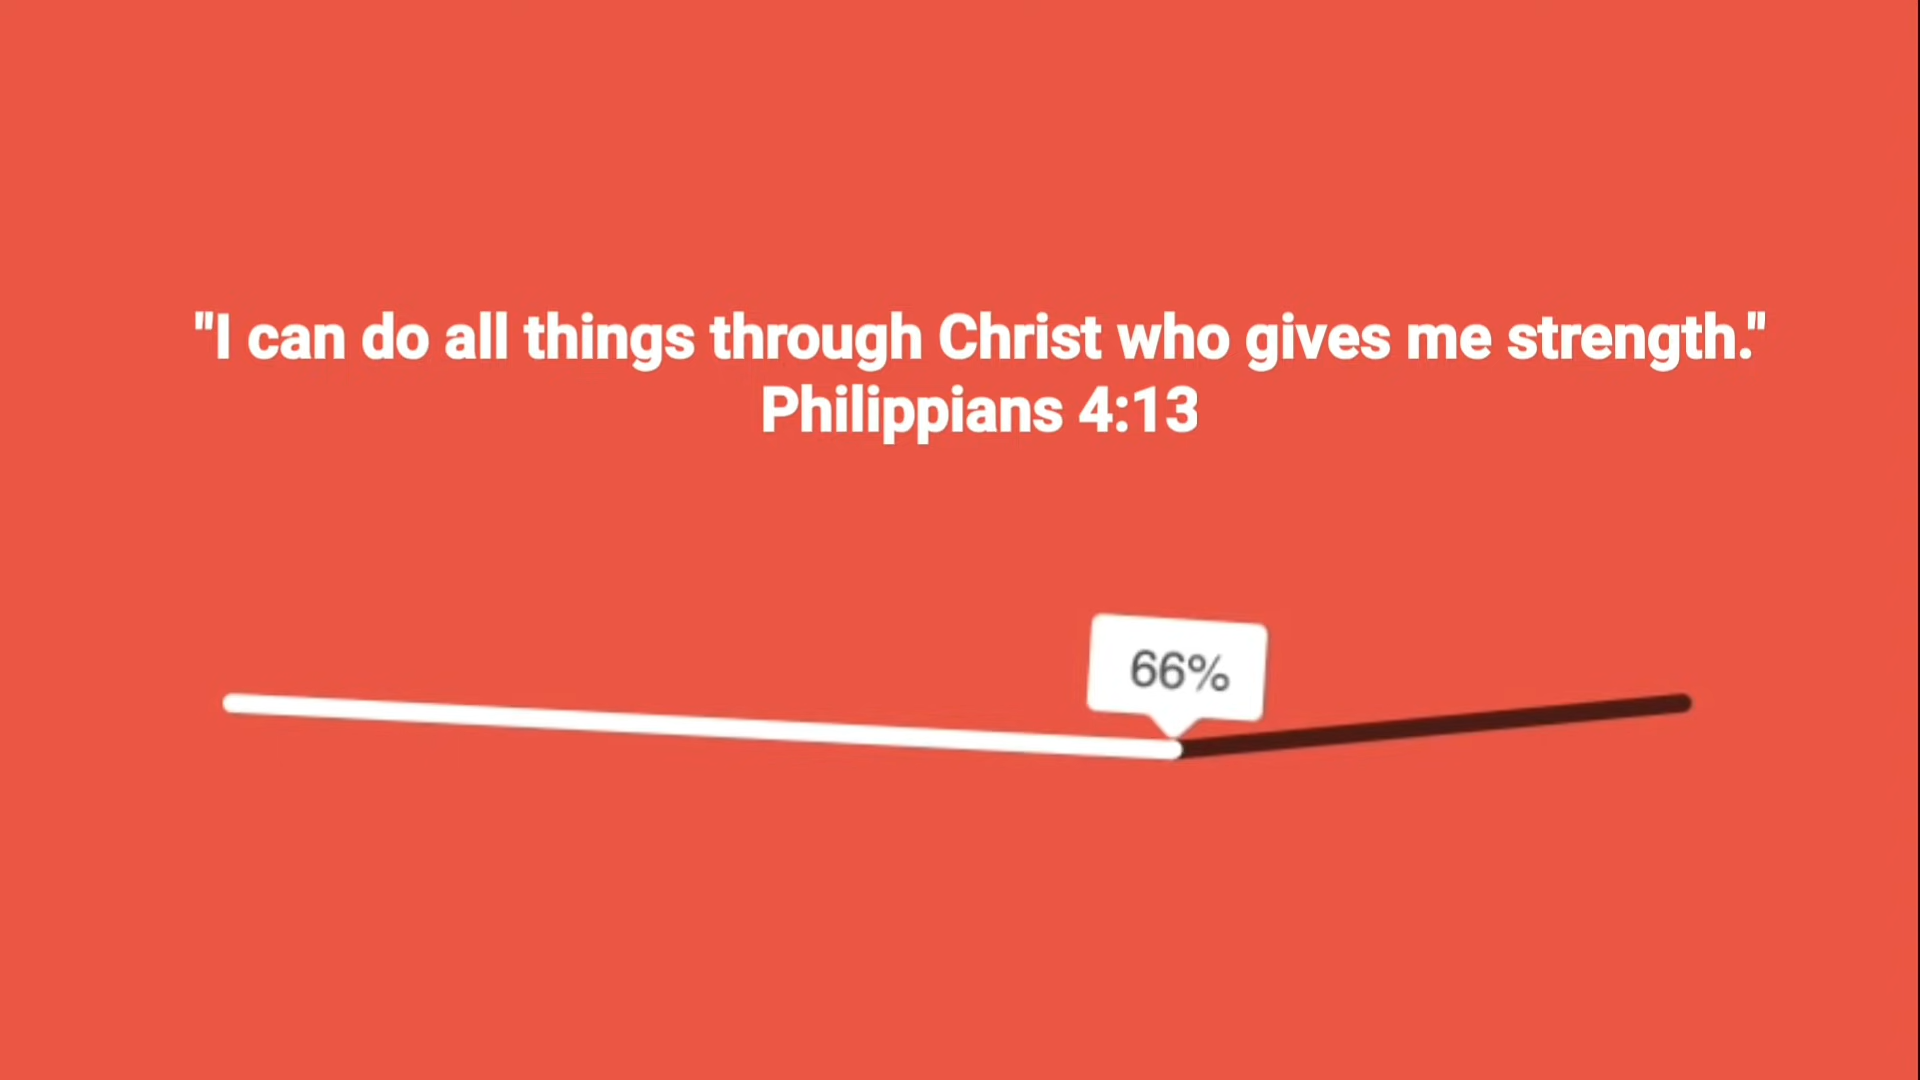 "I can do all things through Christ who gives me strength."
Philippians 4:13
66%